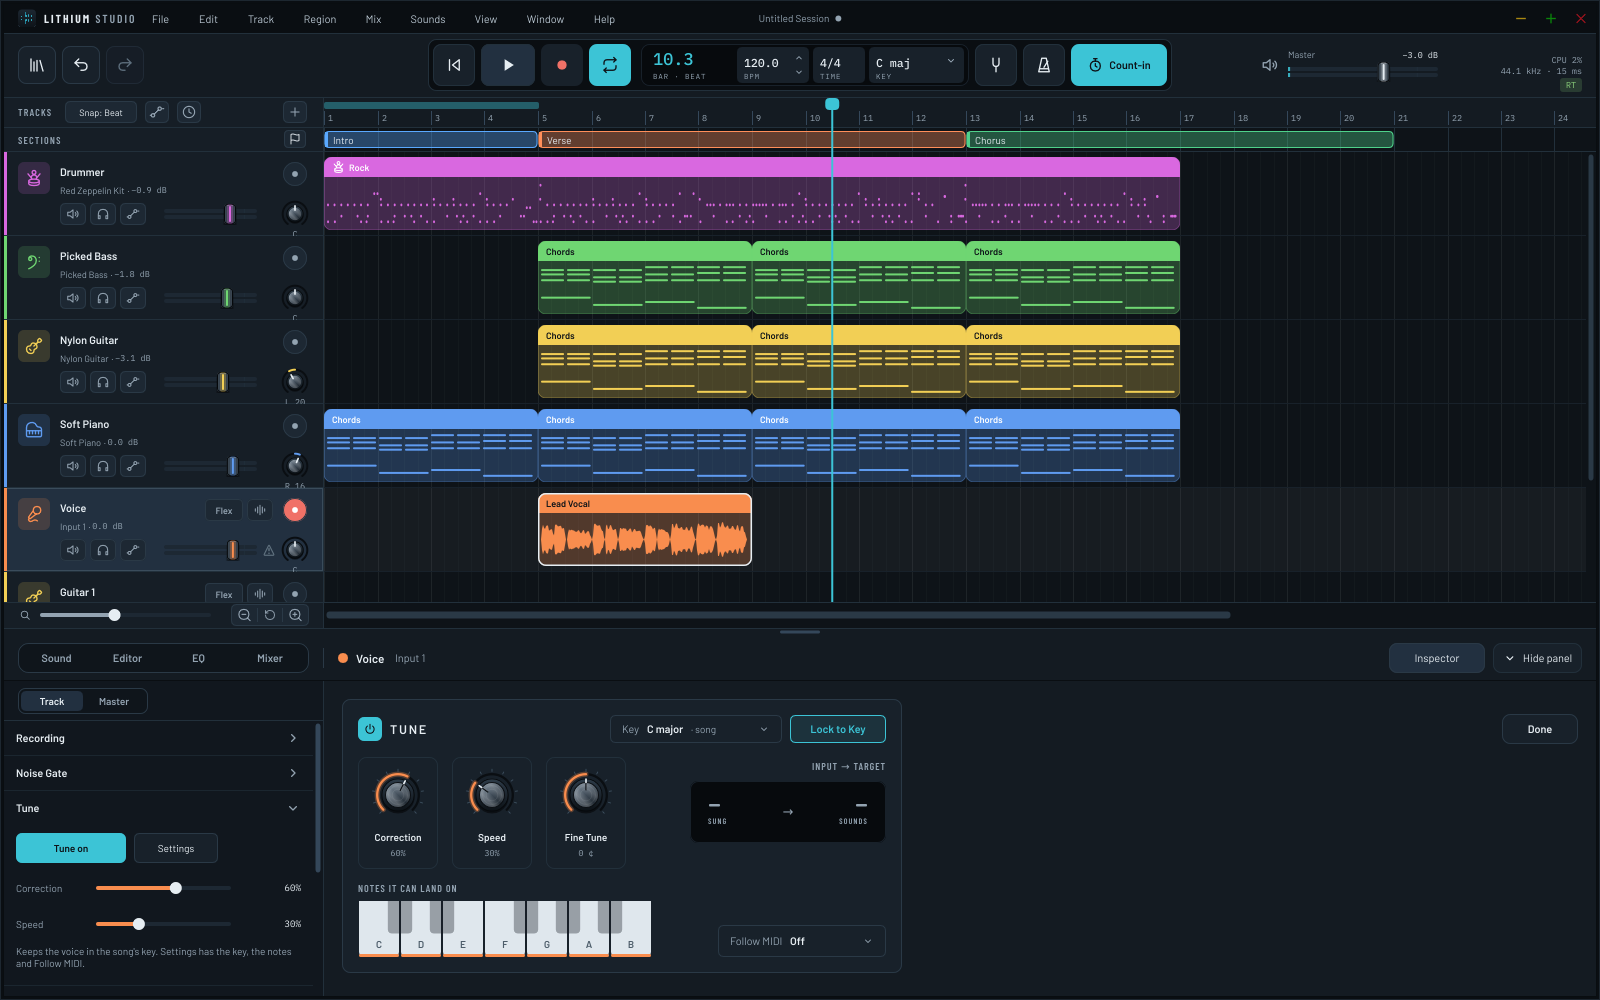 LITHIUM STUDIO File Edit Track Region Mix Sounds View Window Help Untitled Session
10.3
BAR · BEAT
120.0
BPM
4/4
TIME
C maj
KEY
Count-in
Master -3.0 dB
CPU 2%
44.1 kHz · 15 ms
RT
TRACKS Snap: Beat
1 2 3 4 5 6 7 8 9 10 11 12 13 14 15 16 17 18 19 20 21 22 23 24
SECTIONS
Intro Verse Chorus
Drummer
Red Zeppelin Kit · -0.9 dB
C
Rock
Picked Bass
Picked Bass · -1.8 dB
C
Chords Chords Chords
Nylon Guitar
Nylon Guitar · -3.1 dB
L 20
Chords Chords Chords
Soft Piano
Soft Piano · 0.0 dB
R 16
Chords Chords Chords Chords
Voice Flex
Input 1 · 0.0 dB
C
Lead Vocal
Guitar 1 Flex
Sound Editor EQ Mixer
Voice Input 1
Inspector Hide panel
Track Master
Recording
Noise Gate
Tune
Tune on Settings
Correction 60%
Speed 30%
Keeps the voice in the song's key. Settings has the key, the notes
and Follow MIDI.
TUNE
Key C major · song
Lock to Key
Done
INPUT → TARGET
– → –
SUNG SOUNDS
Correction
60%
Speed
30%
Fine Tune
0 ¢
NOTES IT CAN LAND ON
C D E F G A B
Follow MIDI Off